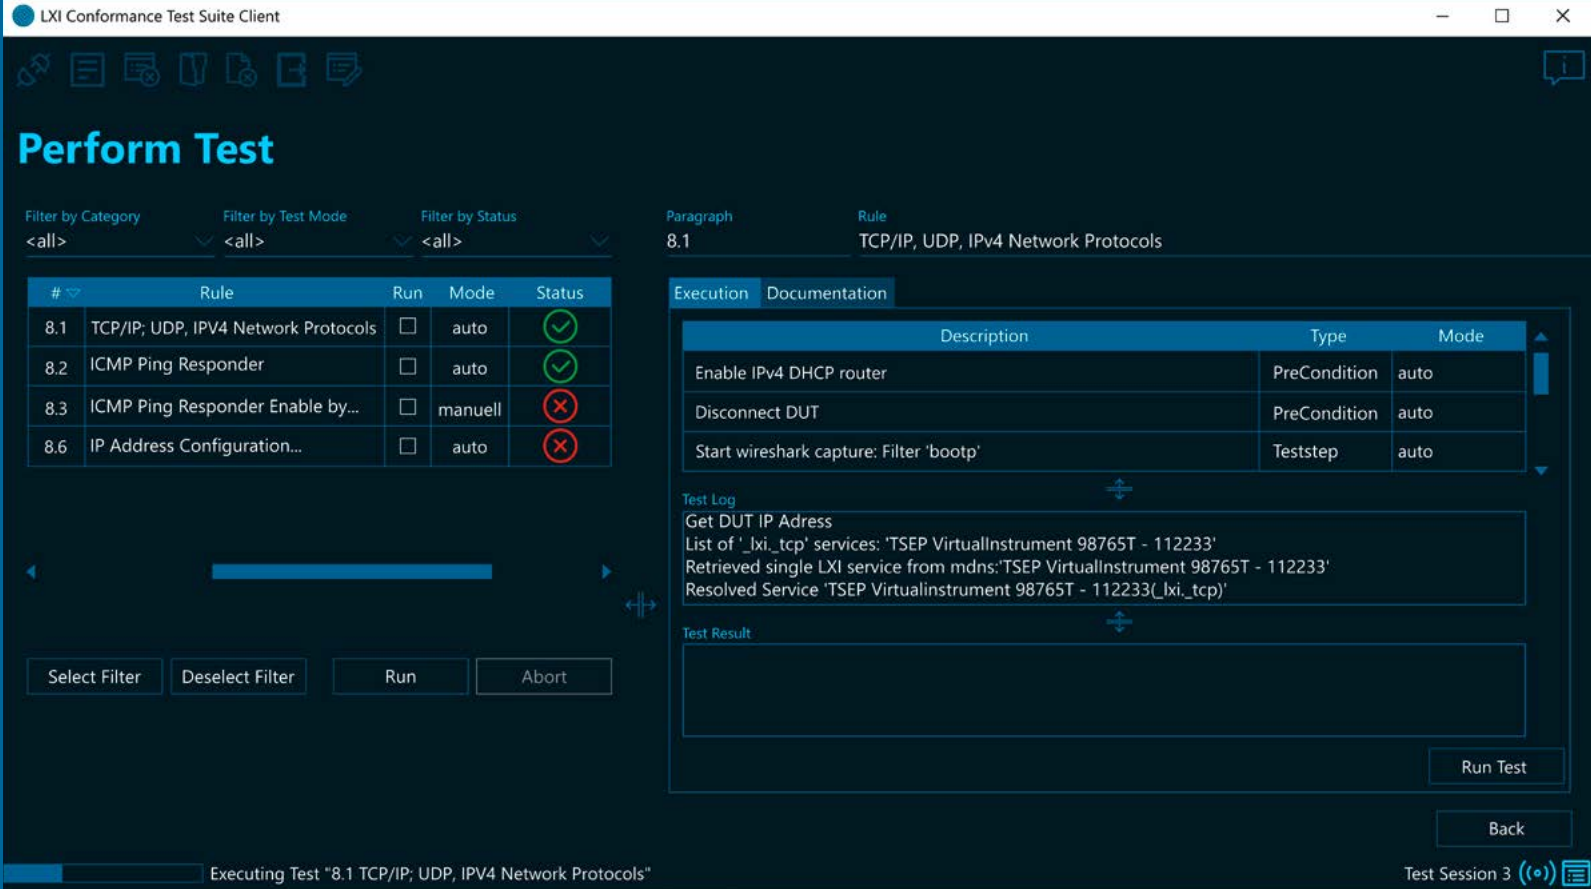 LXI Conformance Test Suite Client
Perform Test
Filter by Category
<all>
Filter by Test Mode
<all>
Filter by Status
<all>
# Rule Run Mode Status
8.1 TCP/IP; UDP, IPV4 Network Protocols auto
8.2 ICMP Ping Responder auto
8.3 ICMP Ping Responder Enable by... manuell
8.6 IP Address Configuration... auto
Select Filter
Deselect Filter
Run
Abort
Paragraph
8.1
Rule
TCP/IP, UDP, IPv4 Network Protocols
Execution
Documentation
Description Type Mode
Enable IPv4 DHCP router PreCondition auto
Disconnect DUT PreCondition auto
Start wireshark capture: Filter 'bootp' Teststep auto
Test Log
Get DUT IP Adress
List of '_lxi._tcp' services: 'TSEP VirtualInstrument 98765T - 112233'
Retrieved single LXI service from mdns:'TSEP VirtualInstrument 98765T - 112233'
Resolved Service 'TSEP Virtualinstrument 98765T - 112233(_lxi._tcp)'
Test Result
Run Test
Back
Executing Test "8.1 TCP/IP; UDP, IPV4 Network Protocols"
Test Session 3